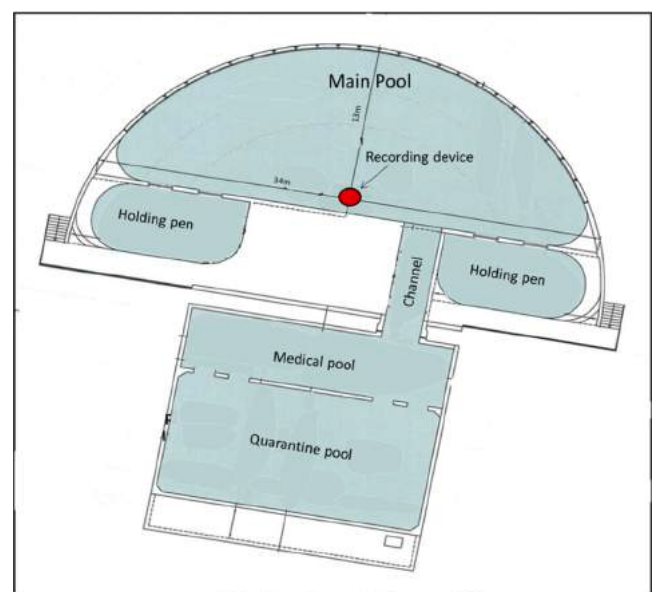 Main Pool
13m
Recording device
34m
Holding pen
Channel
Holding pen
Medical pool
Quarantine pool